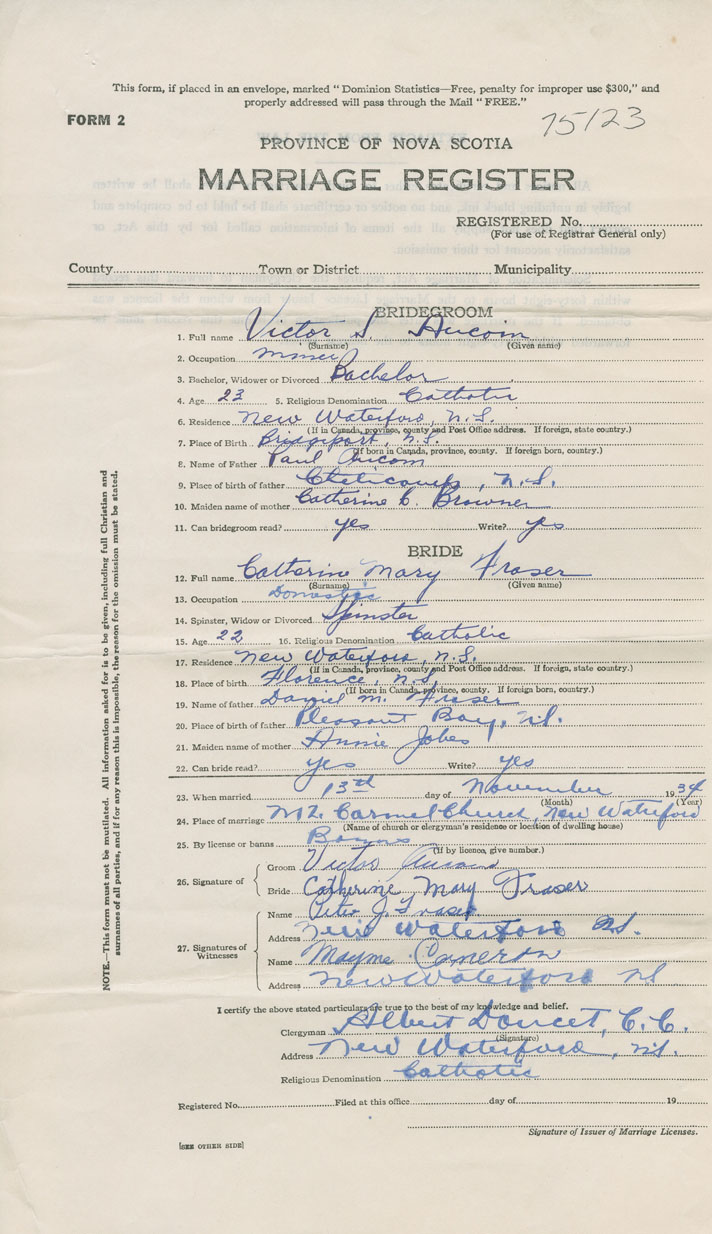 This form, if placed in an envelope, marked "Dominion Statistics—Free, penalty for improper use $300," and
properly addressed will pass through the Mail "FREE."
FORM 2
75123
PROVINCE OF NOVA SCOTIA
MARRIAGE REGISTER
REGISTERED No.
(For use of Registrar General only)
County Town or District Municipality
BRIDEGROOM
1. Full name Victor S. Aucoin
(Surname) (Given name)
2. Occupation miner
3. Bachelor, Widower or Divorced Bachelor
4. Age 23 5. Religious Denomination Catholic
6. Residence New Waterford, N.S.
(If in Canada, province, county and Post Office address. If foreign, state country.)
7. Place of Birth Bridgeport, N.S.
(If born in Canada, province, county. If foreign born, country.)
8. Name of Father Paul Aucoin
9. Place of birth of father Cheticamp, N.S.
10. Maiden name of mother Catherine C. Browner
11. Can bridegroom read? yes Write? yes
BRIDE
12. Full name Catherine Mary Fraser
(Surname) (Given name)
13. Occupation Domestic
14. Spinster, Widow or Divorced Spinster
15. Age 22 16. Religious Denomination Catholic
17. Residence New Waterford, N.S.
(If in Canada, province, county and Post Office address. If foreign, state country.)
18. Place of birth Florence, N.S.
(If born in Canada, province, county. If foreign born, country.)
19. Name of father Daniel M. Fraser
20. Place of birth of father Pleasant Bay, N.S.
21. Maiden name of mother Annie Jobes
22. Can bride read? yes Write? yes
23. When married 13th day of November 1934
(Month) (Year)
24. Place of marriage Mt. Carmel Church, New Waterford
(Name of church or clergyman's residence or location of dwelling house)
25. By license or banns Banns
(If by licence, give number.)
26. Signature of
Groom Victor Aucoin
Bride Catherine Mary Fraser
27. Signatures of Witnesses
Name Peter J. Fraser
Address New Waterford N.S.
Name Mayme Cameron
Address New Waterford N.S.
I certify the above stated particulars are true to the best of my knowledge and belief.
Clergyman Albert Doucet, C.C.
(Signature)
Address New Waterford, N.S.
Religious Denomination Catholic
Registered No. Filed at this office day of 19
Signature of Issuer of Marriage Licenses.
[SEE OTHER SIDE]
NOTE.—This form must not be mutilated. All information asked for is to be given, including full Christian and
surnames of all parties, and if for any reason this is impossible, the reason for the omission must be stated.